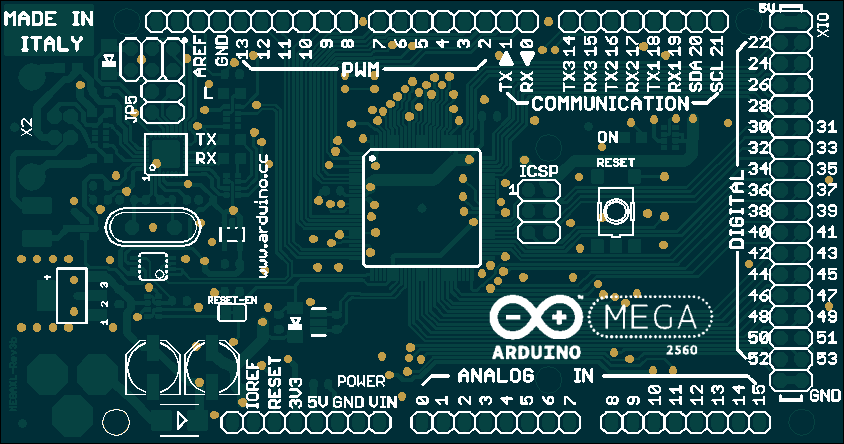 MADE IN
ITALY
AREF
GND
13
12
11
10
9
8
7
6
5
4
3
2
TX 1
RX 0
TX3 14
RX3 15
TX2 16
RX2 17
TX1 18
RX1 19
SDA 20
SCL 21
PWM
COMMUNICATION
5V
XIO
22
24
26
28
30 31
32 33
34 35
36 37
38 39
40 41
42 43
44 45
46 47
48 49
50 51
52 53
GND
DIGITAL
JP5
L
X2
TX
RX
1
www.arduino.cc
ON
RESET
ICSP
1
+
1 2 3
RESET-EN
ARDUINO
TM
MEGA
2560
IOREF
RESET
3V3
5V
GND
VIN
POWER
ANALOG IN
0
1
2
3
4
5
6
7
8
9
10
11
12
13
14
15